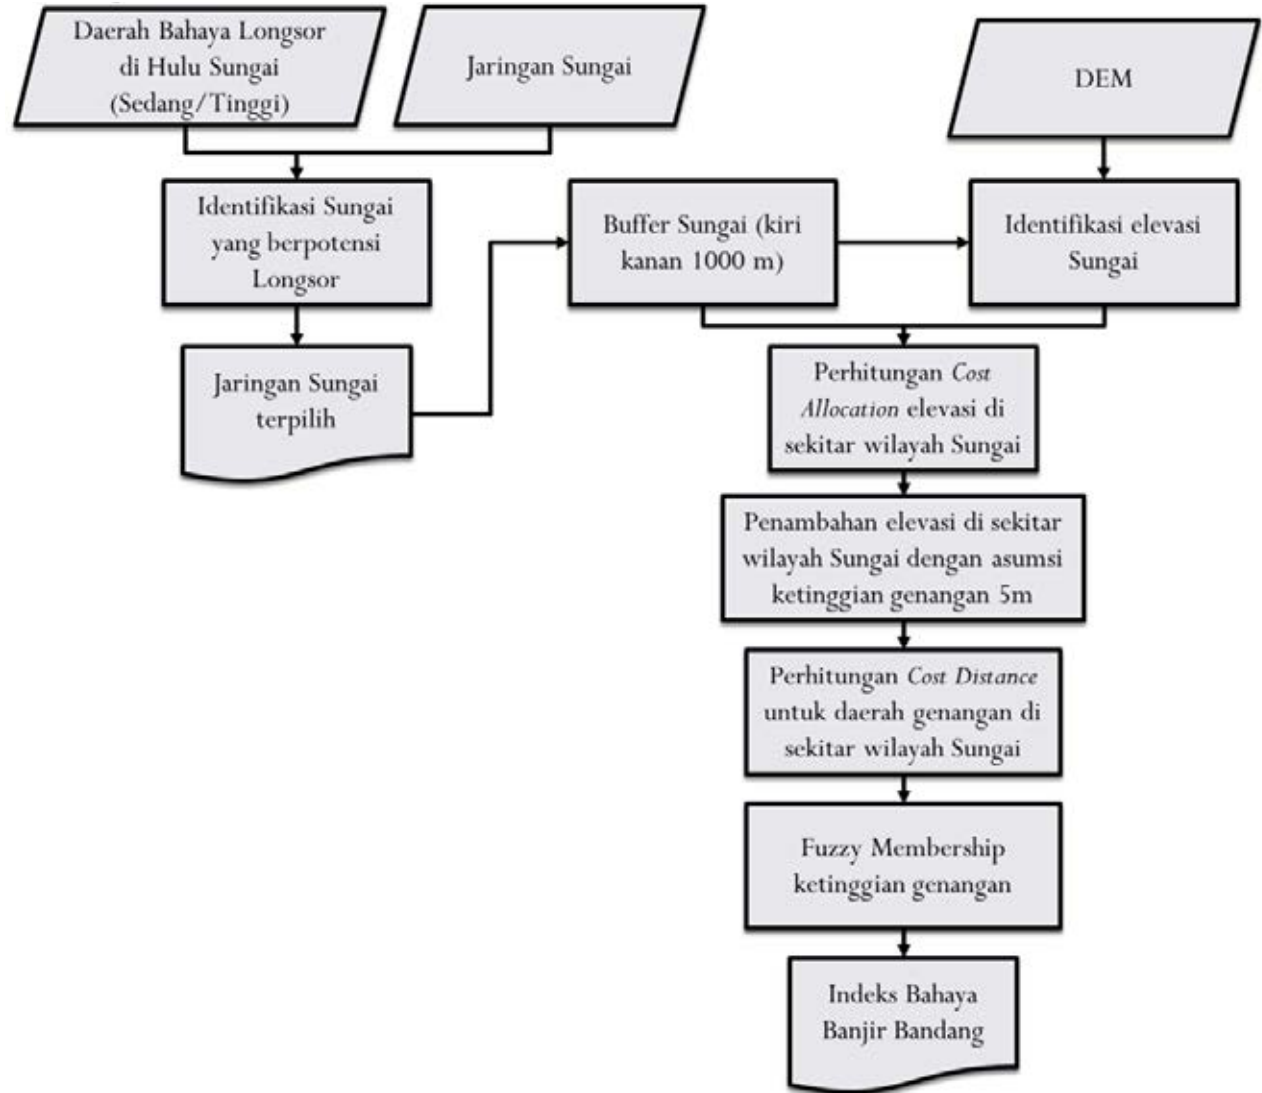 Daerah Bahaya Longsor
di Hulu Sungai
(Sedang/Tinggi)
Jaringan Sungai
DEM
Identifikasi Sungai
yang berpotensi
Longsor
Buffer Sungai (kiri
kanan 1000 m)
Identifikasi elevasi
Sungai
Jaringan Sungai
terpilih
Perhitungan Cost
Allocation elevasi di
sekitar wilayah Sungai
Penambahan elevasi di sekitar
wilayah Sungai dengan asumsi
ketinggian genangan 5m
Perhitungan Cost Distance
untuk daerah genangan di
sekitar wilayah Sungai
Fuzzy Membership
ketinggian genangan
Indeks Bahaya
Banjir Bandang